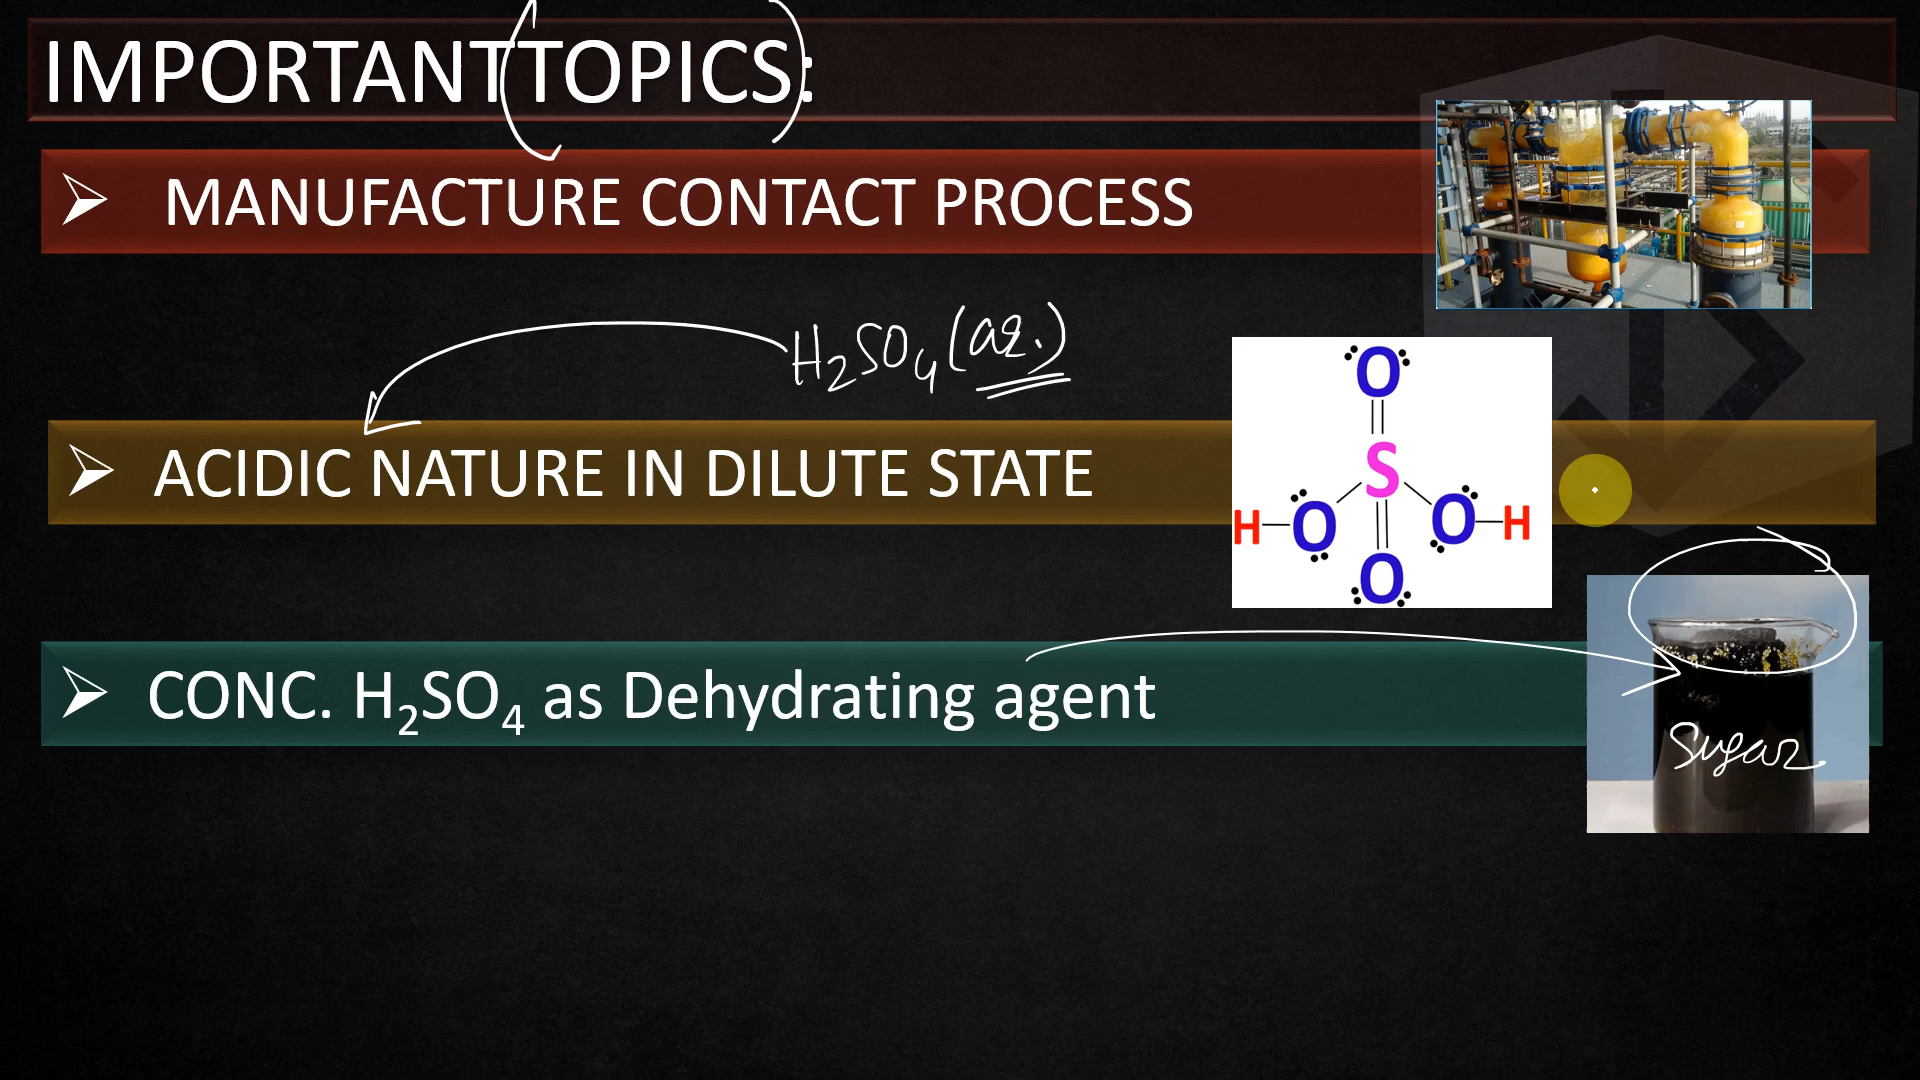 IMPORTANT TOPICS:
➢ MANUFACTURE CONTACT PROCESS
H₂SO₄ (aq.)
➢ ACIDIC NATURE IN DILUTE STATE
O
S
H O O H
O
➢ CONC. H₂SO₄ as Dehydrating agent
Sugar